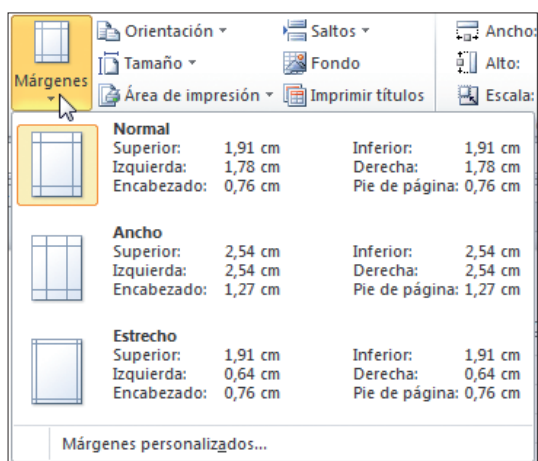 Márgenes
Orientación
Tamaño
Área de impresión
Saltos
Fondo
Imprimir títulos
Ancho:
Alto:
Escala:
Normal
Superior: 1,91 cm Inferior: 1,91 cm
Izquierda: 1,78 cm Derecha: 1,78 cm
Encabezado: 0,76 cm Pie de página: 0,76 cm
Ancho
Superior: 2,54 cm Inferior: 2,54 cm
Izquierda: 2,54 cm Derecha: 2,54 cm
Encabezado: 1,27 cm Pie de página: 1,27 cm
Estrecho
Superior: 1,91 cm Inferior: 1,91 cm
Izquierda: 0,64 cm Derecha: 0,64 cm
Encabezado: 0,76 cm Pie de página: 0,76 cm
Márgenes personalizados...